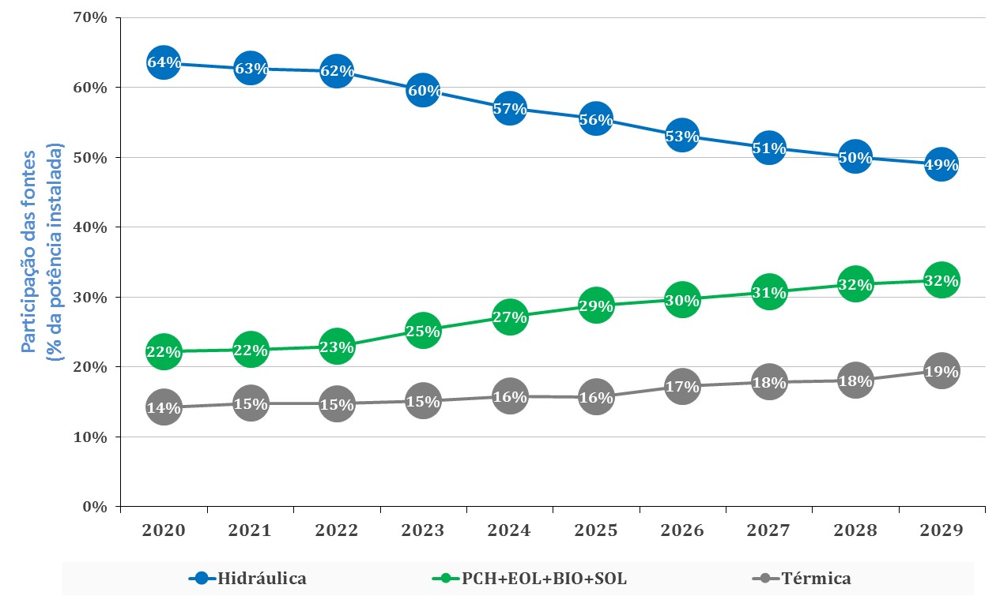 70%
60%
50%
40%
30%
20%
10%
0%
Participação das fontes
(% da potência instalada)
64% 63% 62% 60% 57% 56% 53% 51% 50% 49%
22% 22% 23% 25% 27% 29% 30% 31% 32% 32%
14% 15% 15% 15% 16% 16% 17% 18% 18% 19%
2020 2021 2022 2023 2024 2025 2026 2027 2028 2029
Hidráulica PCH+EOL+BIO+SOL Térmica